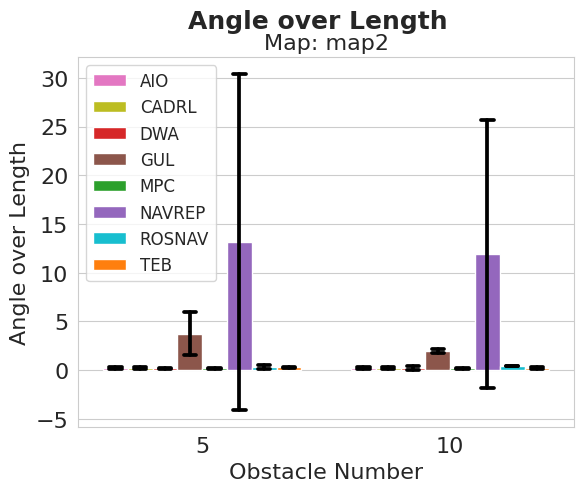 Angle over Length
Map: map2
Angle over Length
30
25
20
15
10
5
0
−5
AIO
CADRL
DWA
GUL
MPC
NAVREP
ROSNAV
TEB
5
10
Obstacle Number